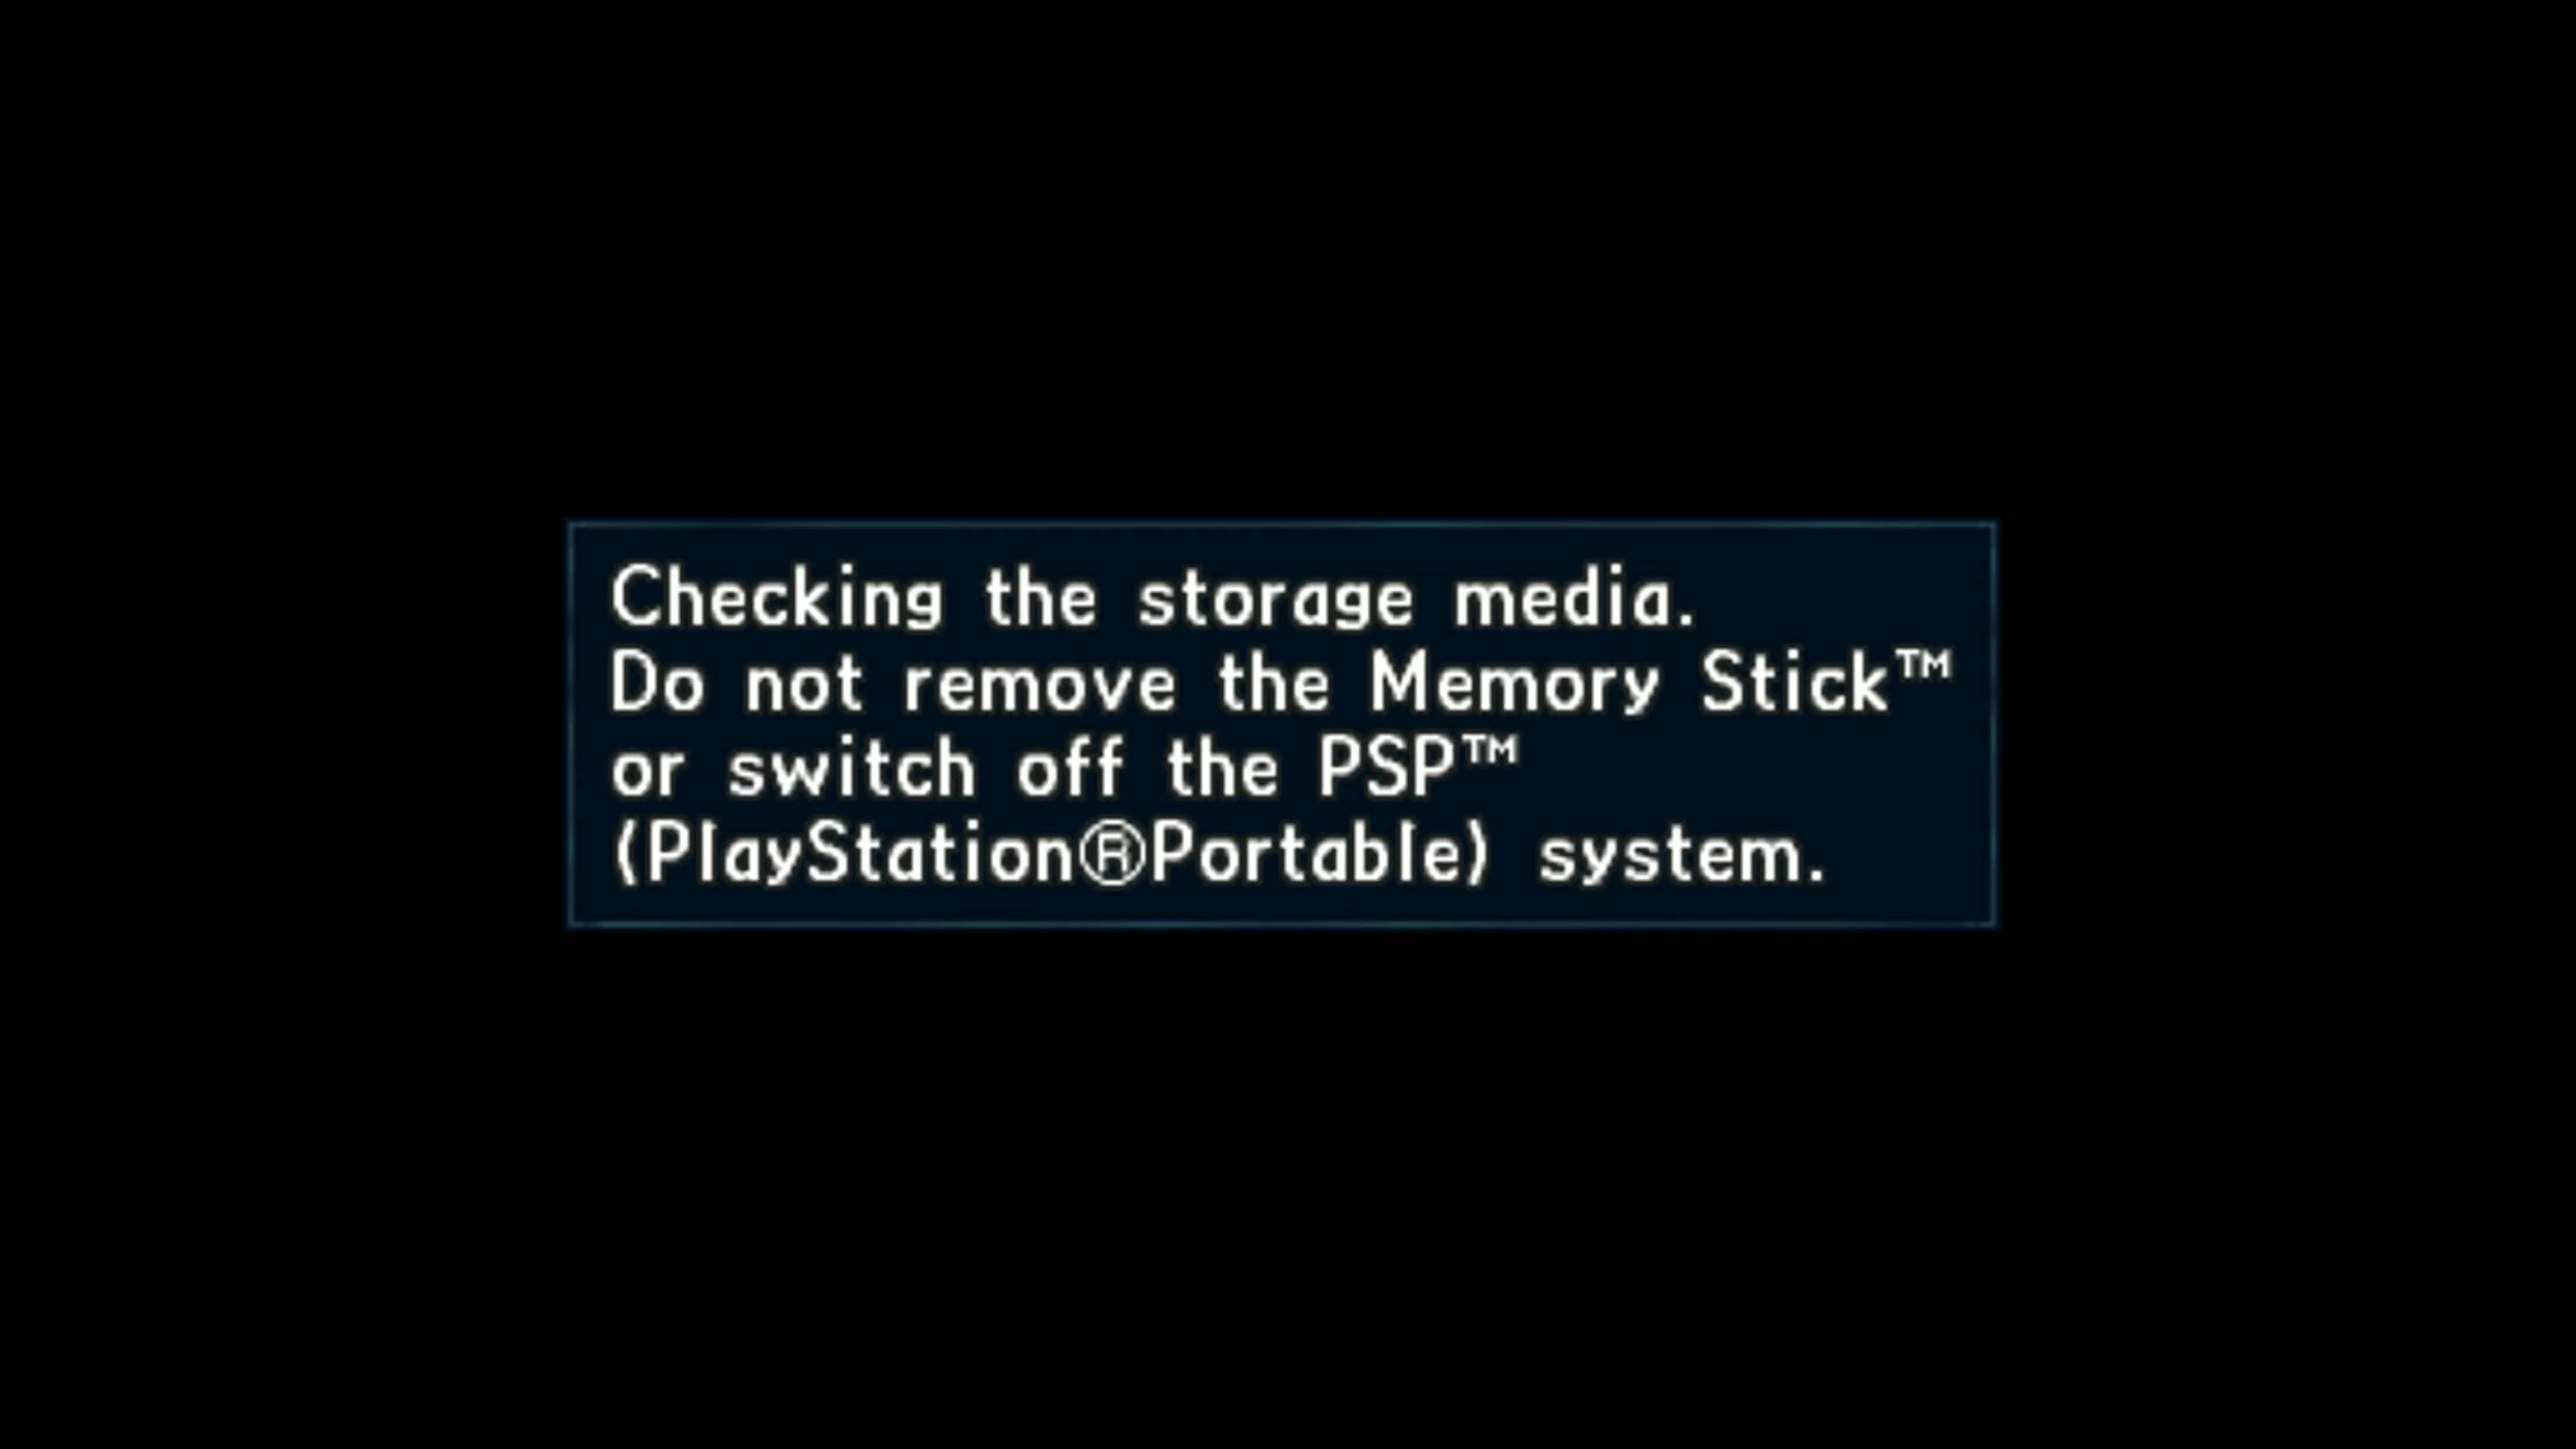 Checking the storage media.
Do not remove the Memory Stick™
or switch off the PSP™
(PlayStation®Portable) system.